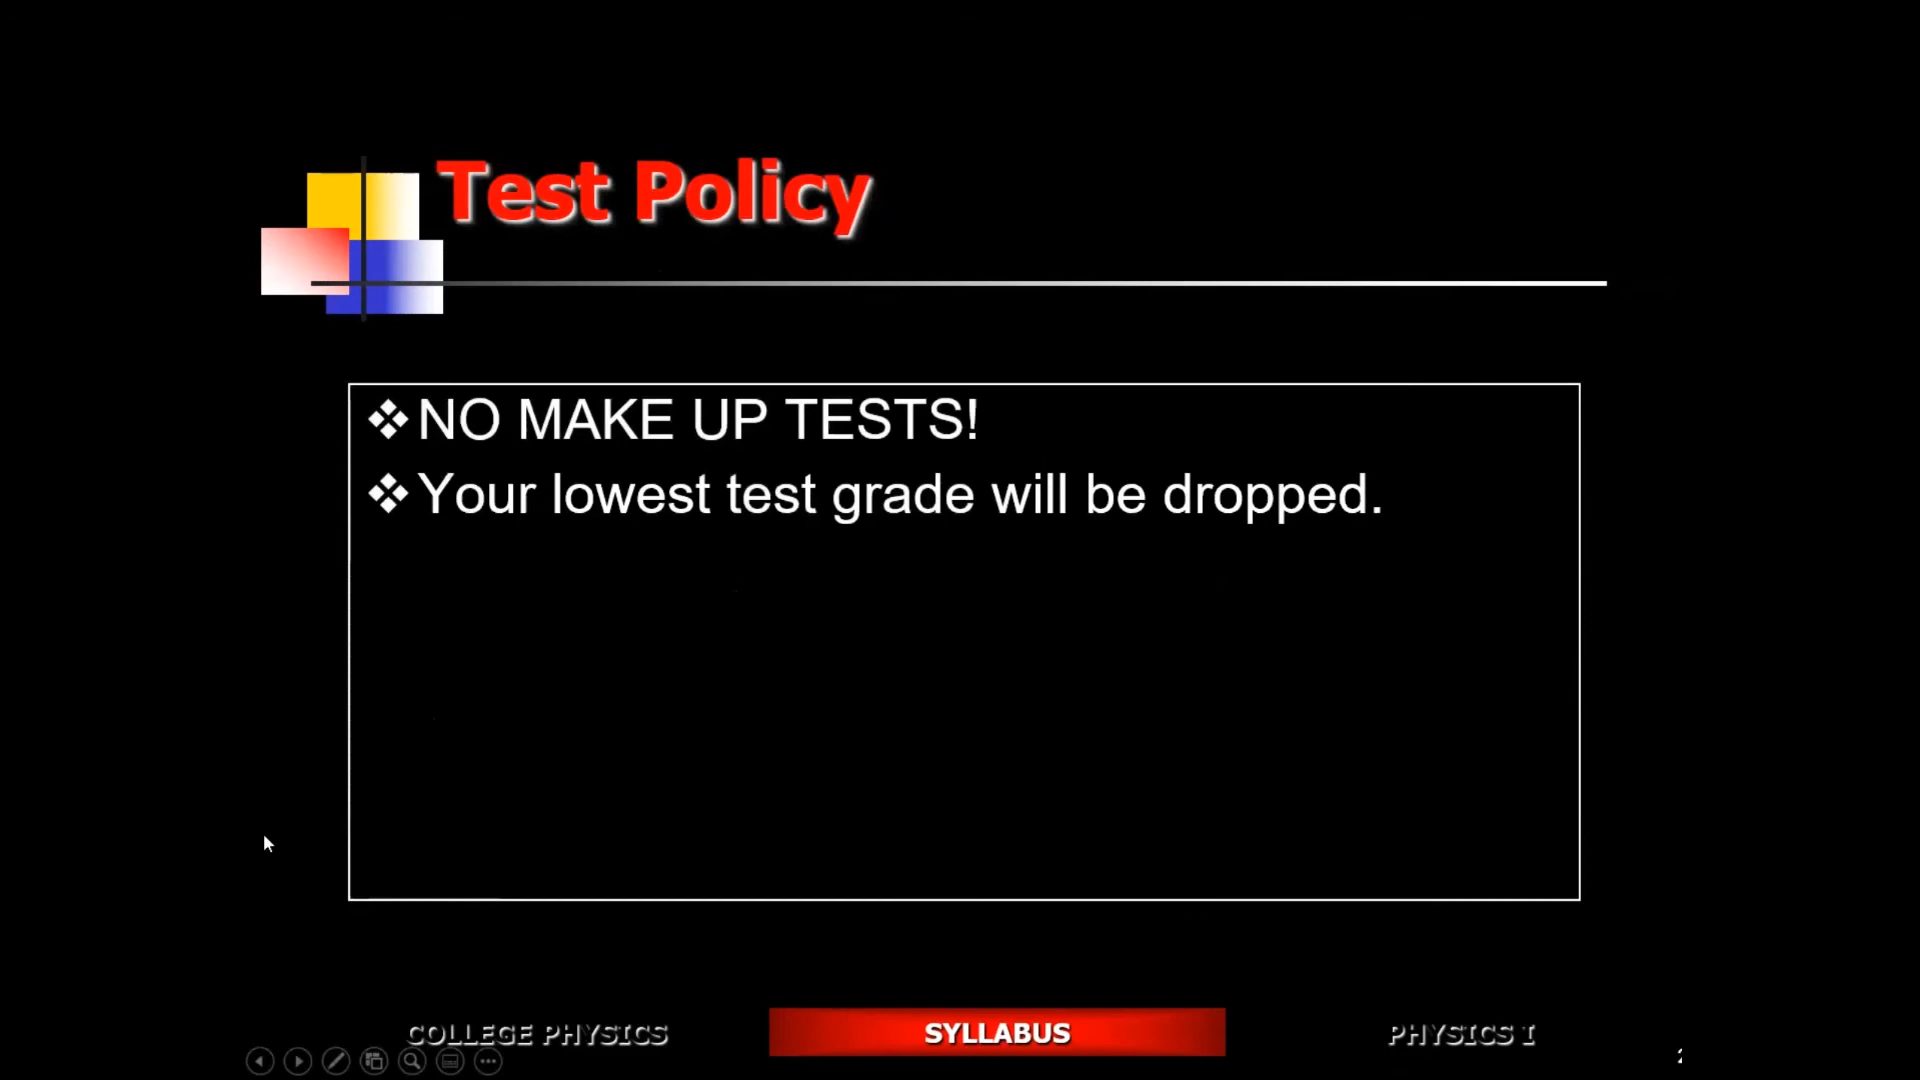 Test Policy
❖NO MAKE UP TESTS!
❖Your lowest test grade will be dropped.
COLLEGE PHYSICS
SYLLABUS
PHYSICS I